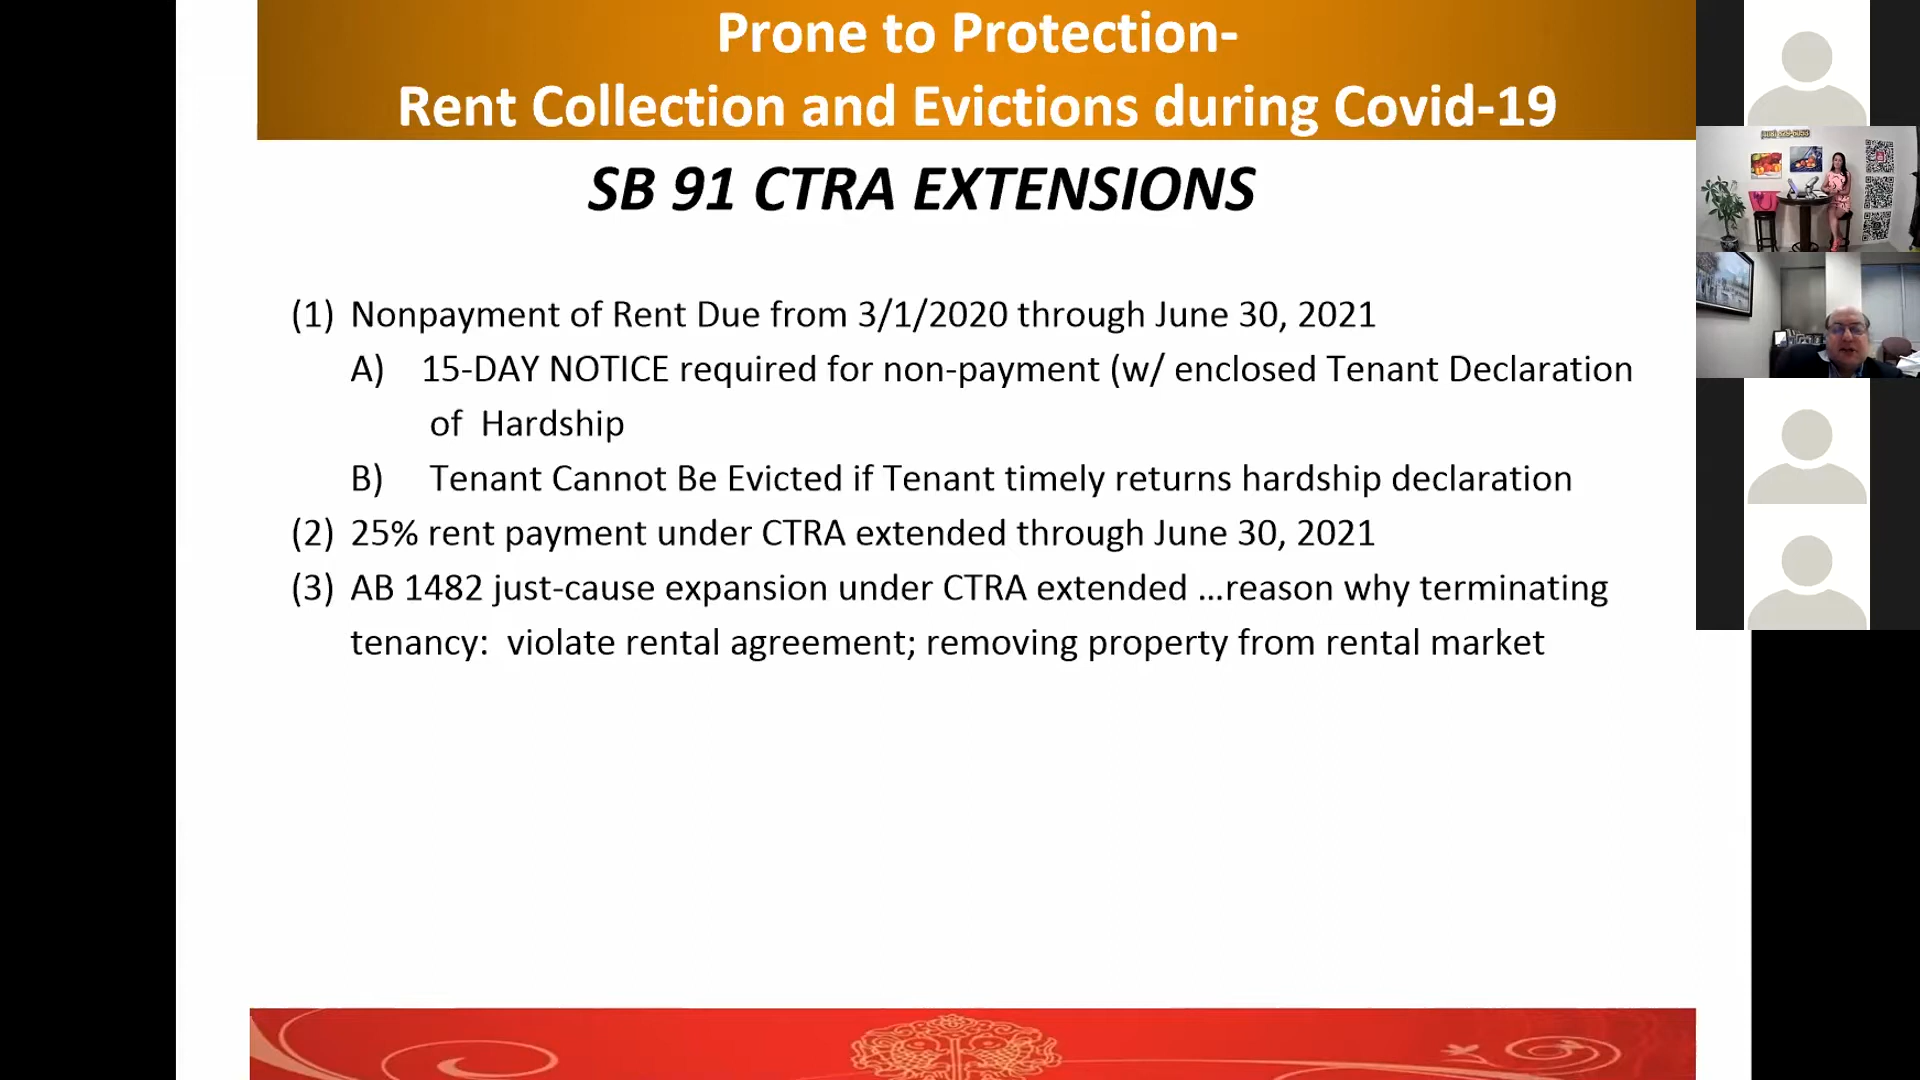 Prone to Protection-
Rent Collection and Evictions during Covid-19
SB 91 CTRA EXTENSIONS
(1) Nonpayment of Rent Due from 3/1/2020 through June 30, 2021
A) 15-DAY NOTICE required for non-payment (w/ enclosed Tenant Declaration
of Hardship
B) Tenant Cannot Be Evicted if Tenant timely returns hardship declaration
(2) 25% rent payment under CTRA extended through June 30, 2021
(3) AB 1482 just-cause expansion under CTRA extended ...reason why terminating
tenancy: violate rental agreement; removing property from rental market